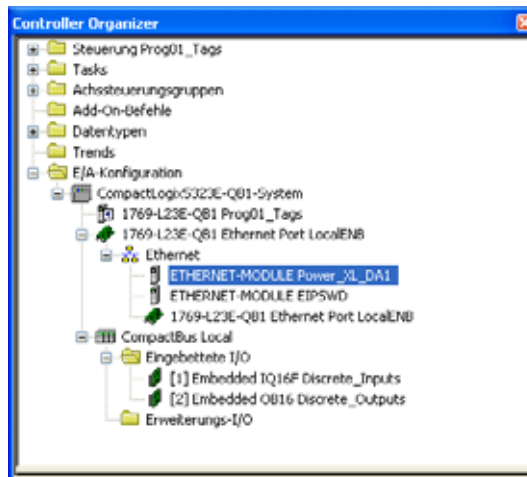 Controller Organizer
Steuerung Prog01_Tags
Tasks
Achssteuerungsgruppen
Add-On-Befehle
Datentypen
Trends
E/A-Konfiguration
CompactLogix5323E-QB1-System
1769-L23E-QB1 Prog01_Tags
1769-L23E-QB1 Ethernet Port LocalENB
Ethernet
ETHERNET-MODULE Power_XL_DA1
ETHERNET-MODULE EIPSWD
1769-L23E-QB1 Ethernet Port LocalENB
CompactBus Local
Eingebettete I/O
[1] Embedded IQ16F Discrete_Inputs
[2] Embedded OB16 Discrete_Outputs
Erweiterungs-I/O